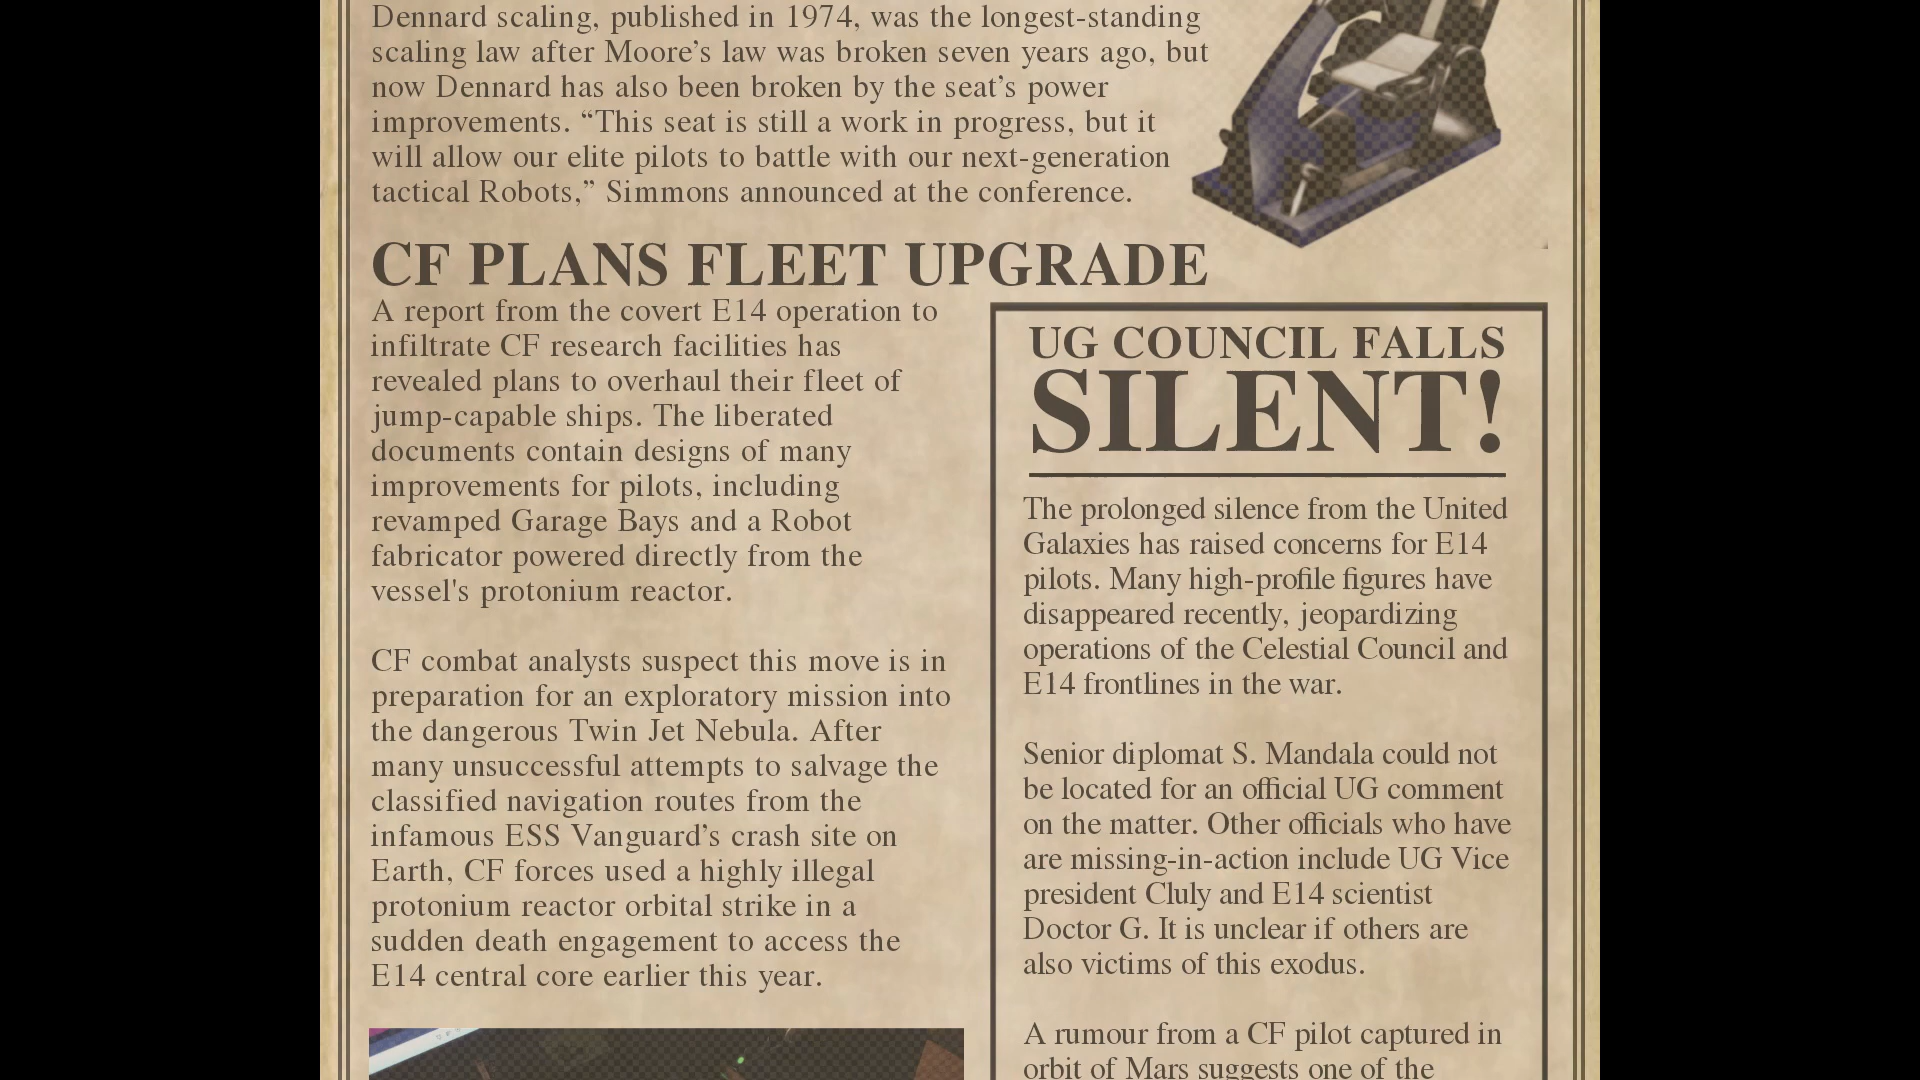 Dennard scaling, published in 1974, was the longest-standing
scaling law after Moore’s law was broken seven years ago, but
now Dennard has also been broken by the seat’s power
improvements. “This seat is still a work in progress, but it
will allow our elite pilots to battle with our next-generation
tactical Robots,” Simmons announced at the conference.
CF PLANS FLEET UPGRADE
A report from the covert E14 operation to
infiltrate CF research facilities has
revealed plans to overhaul their fleet of
jump-capable ships. The liberated
documents contain designs of many
improvements for pilots, including
revamped Garage Bays and a Robot
fabricator powered directly from the
vessel's protonium reactor.
CF combat analysts suspect this move is in
preparation for an exploratory mission into
the dangerous Twin Jet Nebula. After
many unsuccessful attempts to salvage the
classified navigation routes from the
infamous ESS Vanguard’s crash site on
Earth, CF forces used a highly illegal
protonium reactor orbital strike in a
sudden death engagement to access the
E14 central core earlier this year.
UG COUNCIL FALLS
SILENT!
The prolonged silence from the United
Galaxies has raised concerns for E14
pilots. Many high-profile figures have
disappeared recently, jeopardizing
operations of the Celestial Council and
E14 frontlines in the war.
Senior diplomat S. Mandala could not
be located for an official UG comment
on the matter. Other officials who have
are missing-in-action include UG Vice
president Cluly and E14 scientist
Doctor G. It is unclear if others are
also victims of this exodus.
A rumour from a CF pilot captured in
orbit of Mars suggests one of the